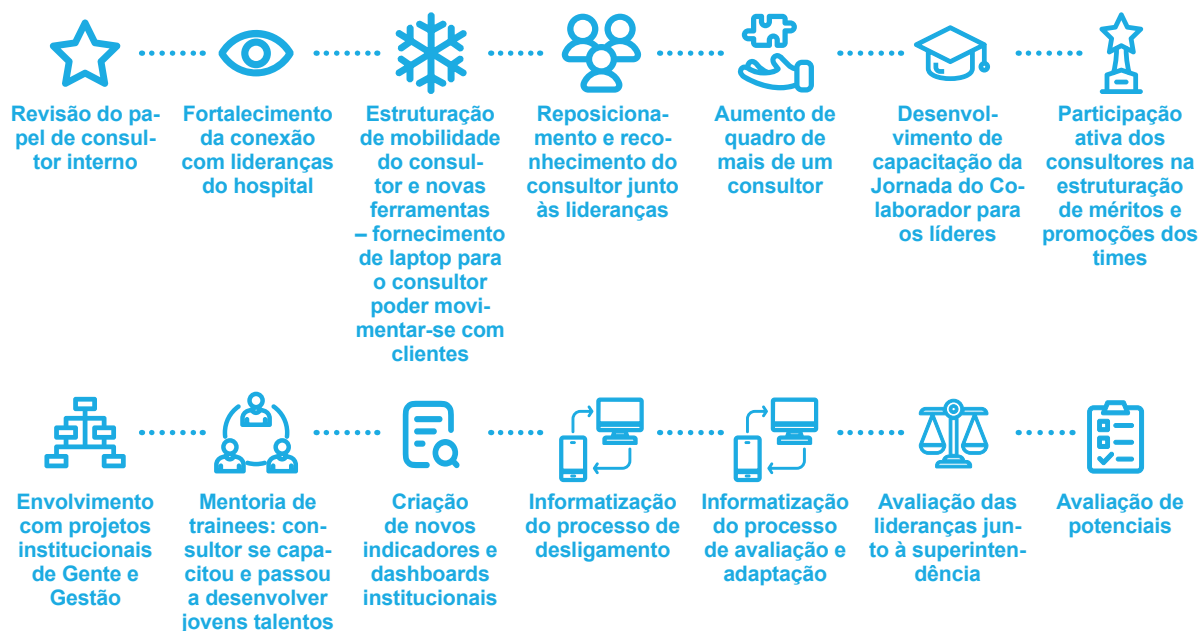 Revisão do pa-
pel de consul-
tor interno
Fortalecimento
da conexão
com lideranças
do hospital
Estruturação
de mobilidade
do consul-
tor e novas
ferramentas
– fornecimento
de laptop para
o consultor
poder movi-
mentar-se com
clientes
Reposiciona-
mento e reco-
nhecimento do
consultor junto
às lideranças
Aumento de
quadro de
mais de um
consultor
Desenvol-
vimento de
capacitação da
Jornada do Co-
laborador para
os líderes
Participação
ativa dos
consultores na
estruturação
de méritos e
promoções dos
times
Envolvimento
com projetos
institucionais
de Gente e
Gestão
Mentoria de
trainees: con-
sultor se capa-
citou e passou
a desenvolver
jovens talentos
Criação
de novos
indicadores e
dashboards
institucionais
Informatização
do processo de
desligamento
Informatização
do processo
de avaliação e
adaptação
Avaliação das
lideranças jun-
to à superinten-
dência
Avaliação de
potenciais